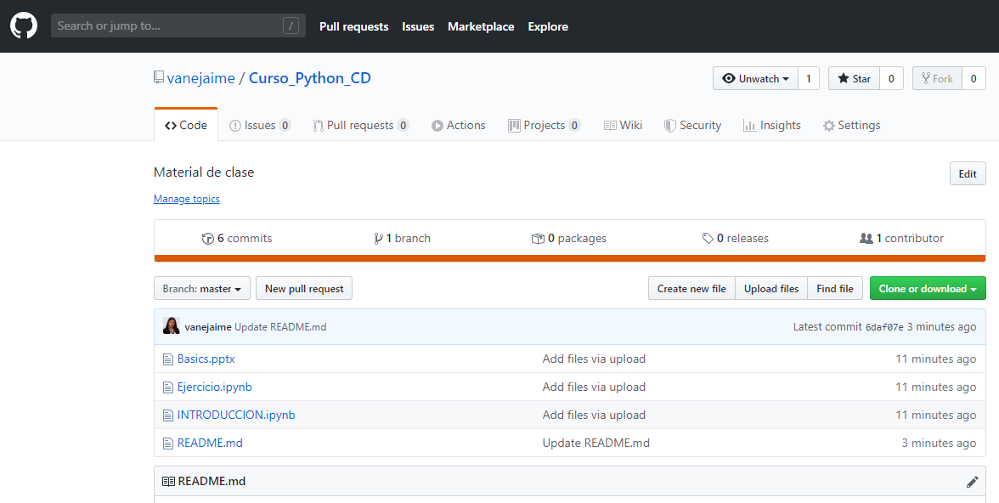 Search or jump to... / Pull requests Issues Marketplace Explore
vanejaime / Curso_Python_CD Unwatch 1 Star 0 Fork 0
Code Issues 0 Pull requests 0 Actions Projects 0 Wiki Security Insights Settings
Material de clase Edit
Manage topics
6 commits 1 branch 0 packages 0 releases 1 contributor
Branch: master New pull request Create new file Upload files Find file Clone or download
vanejaime Update README.md Latest commit 6daf07e 3 minutes ago
Basics.pptx Add files via upload 11 minutes ago
Ejercicio.ipynb Add files via upload 11 minutes ago
INTRODUCCION.ipynb Add files via upload 11 minutes ago
README.md Update README.md 3 minutes ago
README.md